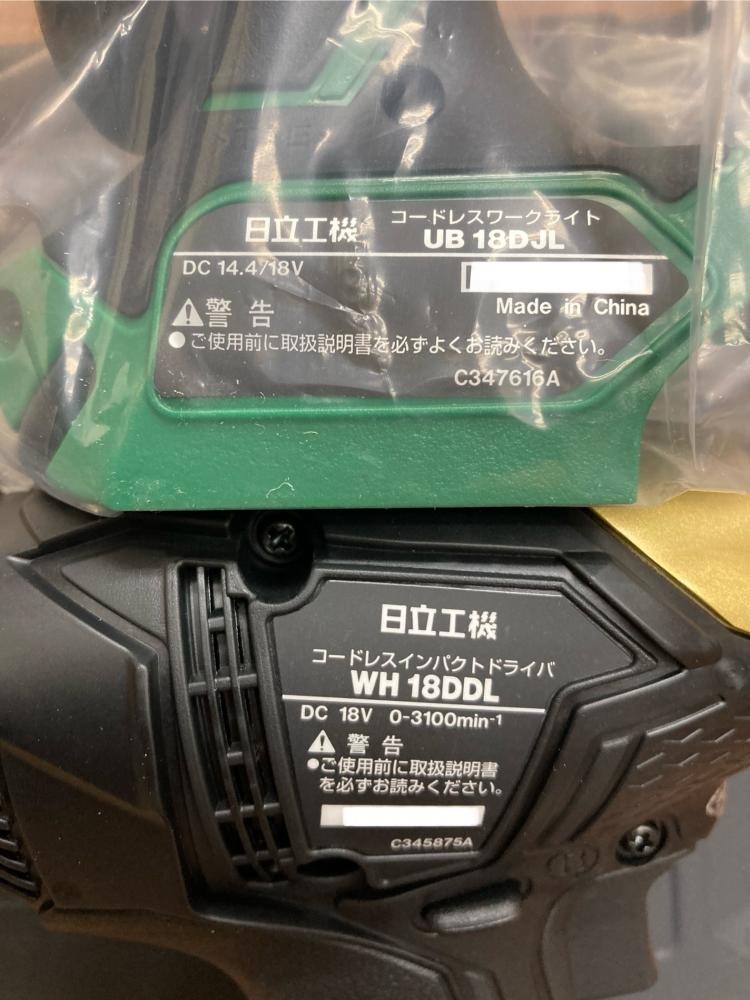 日立工機 コードレスワークライト
UB 18DJL
DC 14.4/18V
Made in China
⚠警告
●ご使用前に取扱説明書を必ずよくお読みください。
C347616A
日立工機
コードレスインパクトドライバ
WH 18DDL
DC 18V 0-3100min⁻¹
⚠警告
●ご使用前に取扱説明書
を必ずお読みください。
C345875A